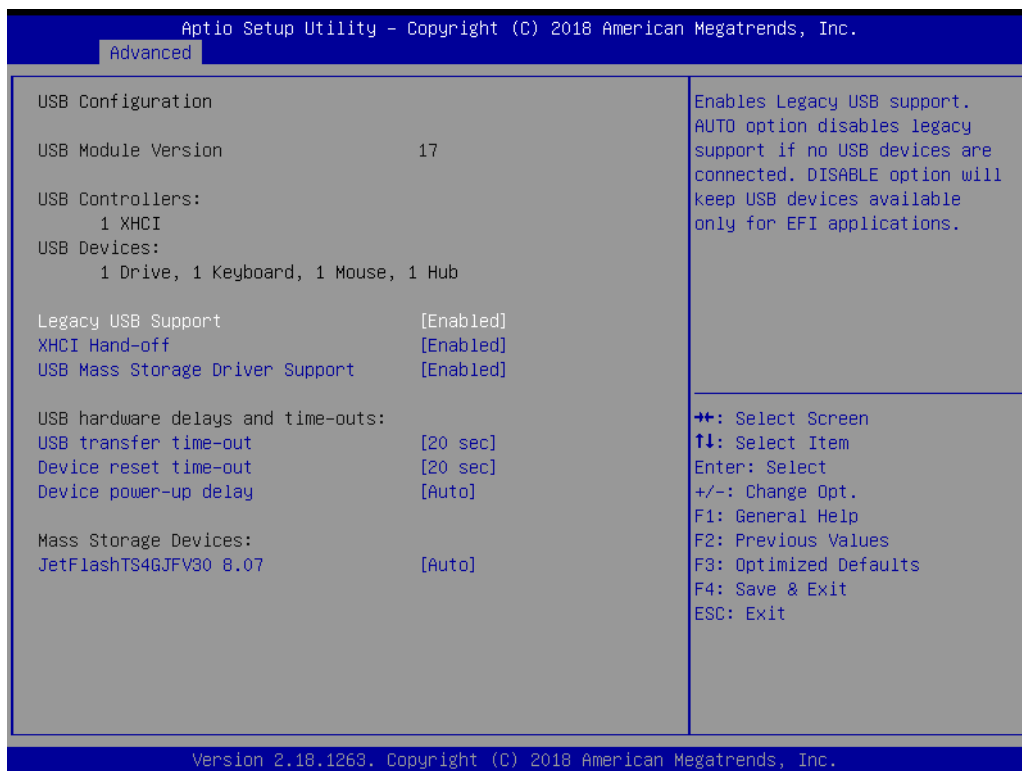 Aptio Setup Utility – Copyright (C) 2018 American Megatrends, Inc.
Advanced
USB Configuration
USB Module Version 17
USB Controllers:
1 XHCI
USB Devices:
1 Drive, 1 Keyboard, 1 Mouse, 1 Hub
Legacy USB Support [Enabled]
XHCI Hand-off [Enabled]
USB Mass Storage Driver Support [Enabled]
USB hardware delays and time-outs:
USB transfer time-out [20 sec]
Device reset time-out [20 sec]
Device power-up delay [Auto]
Mass Storage Devices:
JetFlashTS4GJFV30 8.07 [Auto]
Enables Legacy USB support.
AUTO option disables legacy
support if no USB devices are
connected. DISABLE option will
keep USB devices available
only for EFI applications.
→←: Select Screen
↑↓: Select Item
Enter: Select
+/-: Change Opt.
F1: General Help
F2: Previous Values
F3: Optimized Defaults
F4: Save & Exit
ESC: Exit
Version 2.18.1263. Copyright (C) 2018 American Megatrends, Inc.